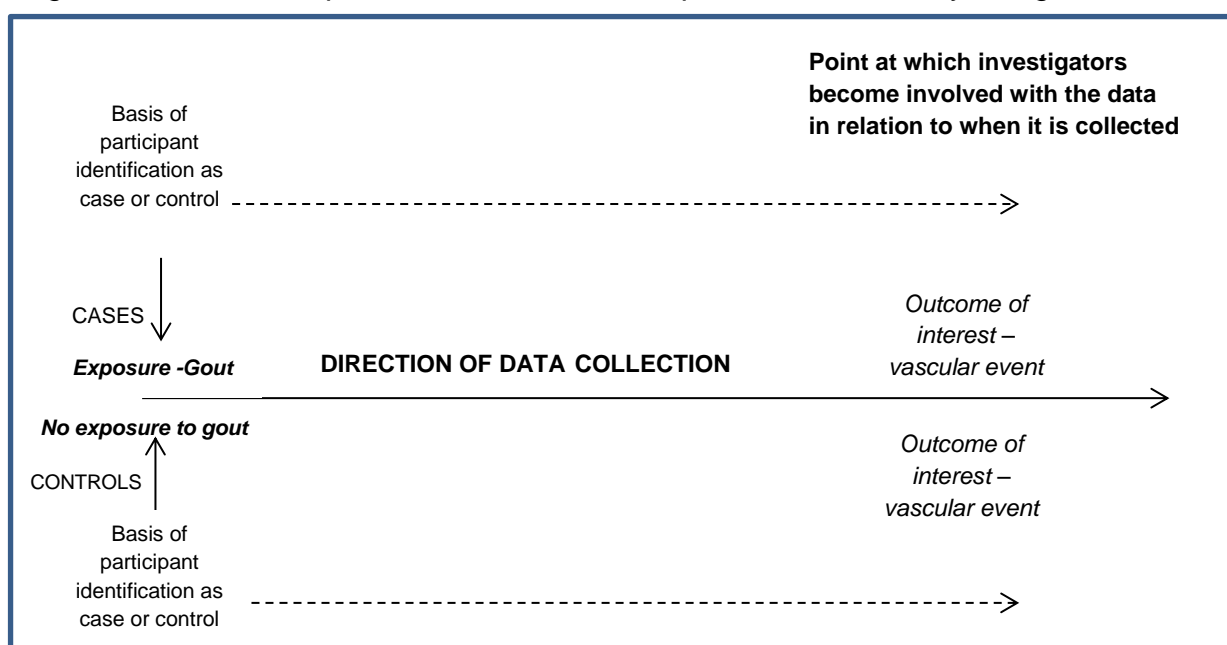 Point at which investigators
become involved with the data
in relation to when it is collected
Basis of
participant
identification as
case or control
CASES
Exposure -Gout
DIRECTION OF DATA COLLECTION
Outcome of
interest –
vascular event
No exposure to gout
CONTROLS
Outcome of
interest –
vascular event
Basis of
participant
identification as
case or control